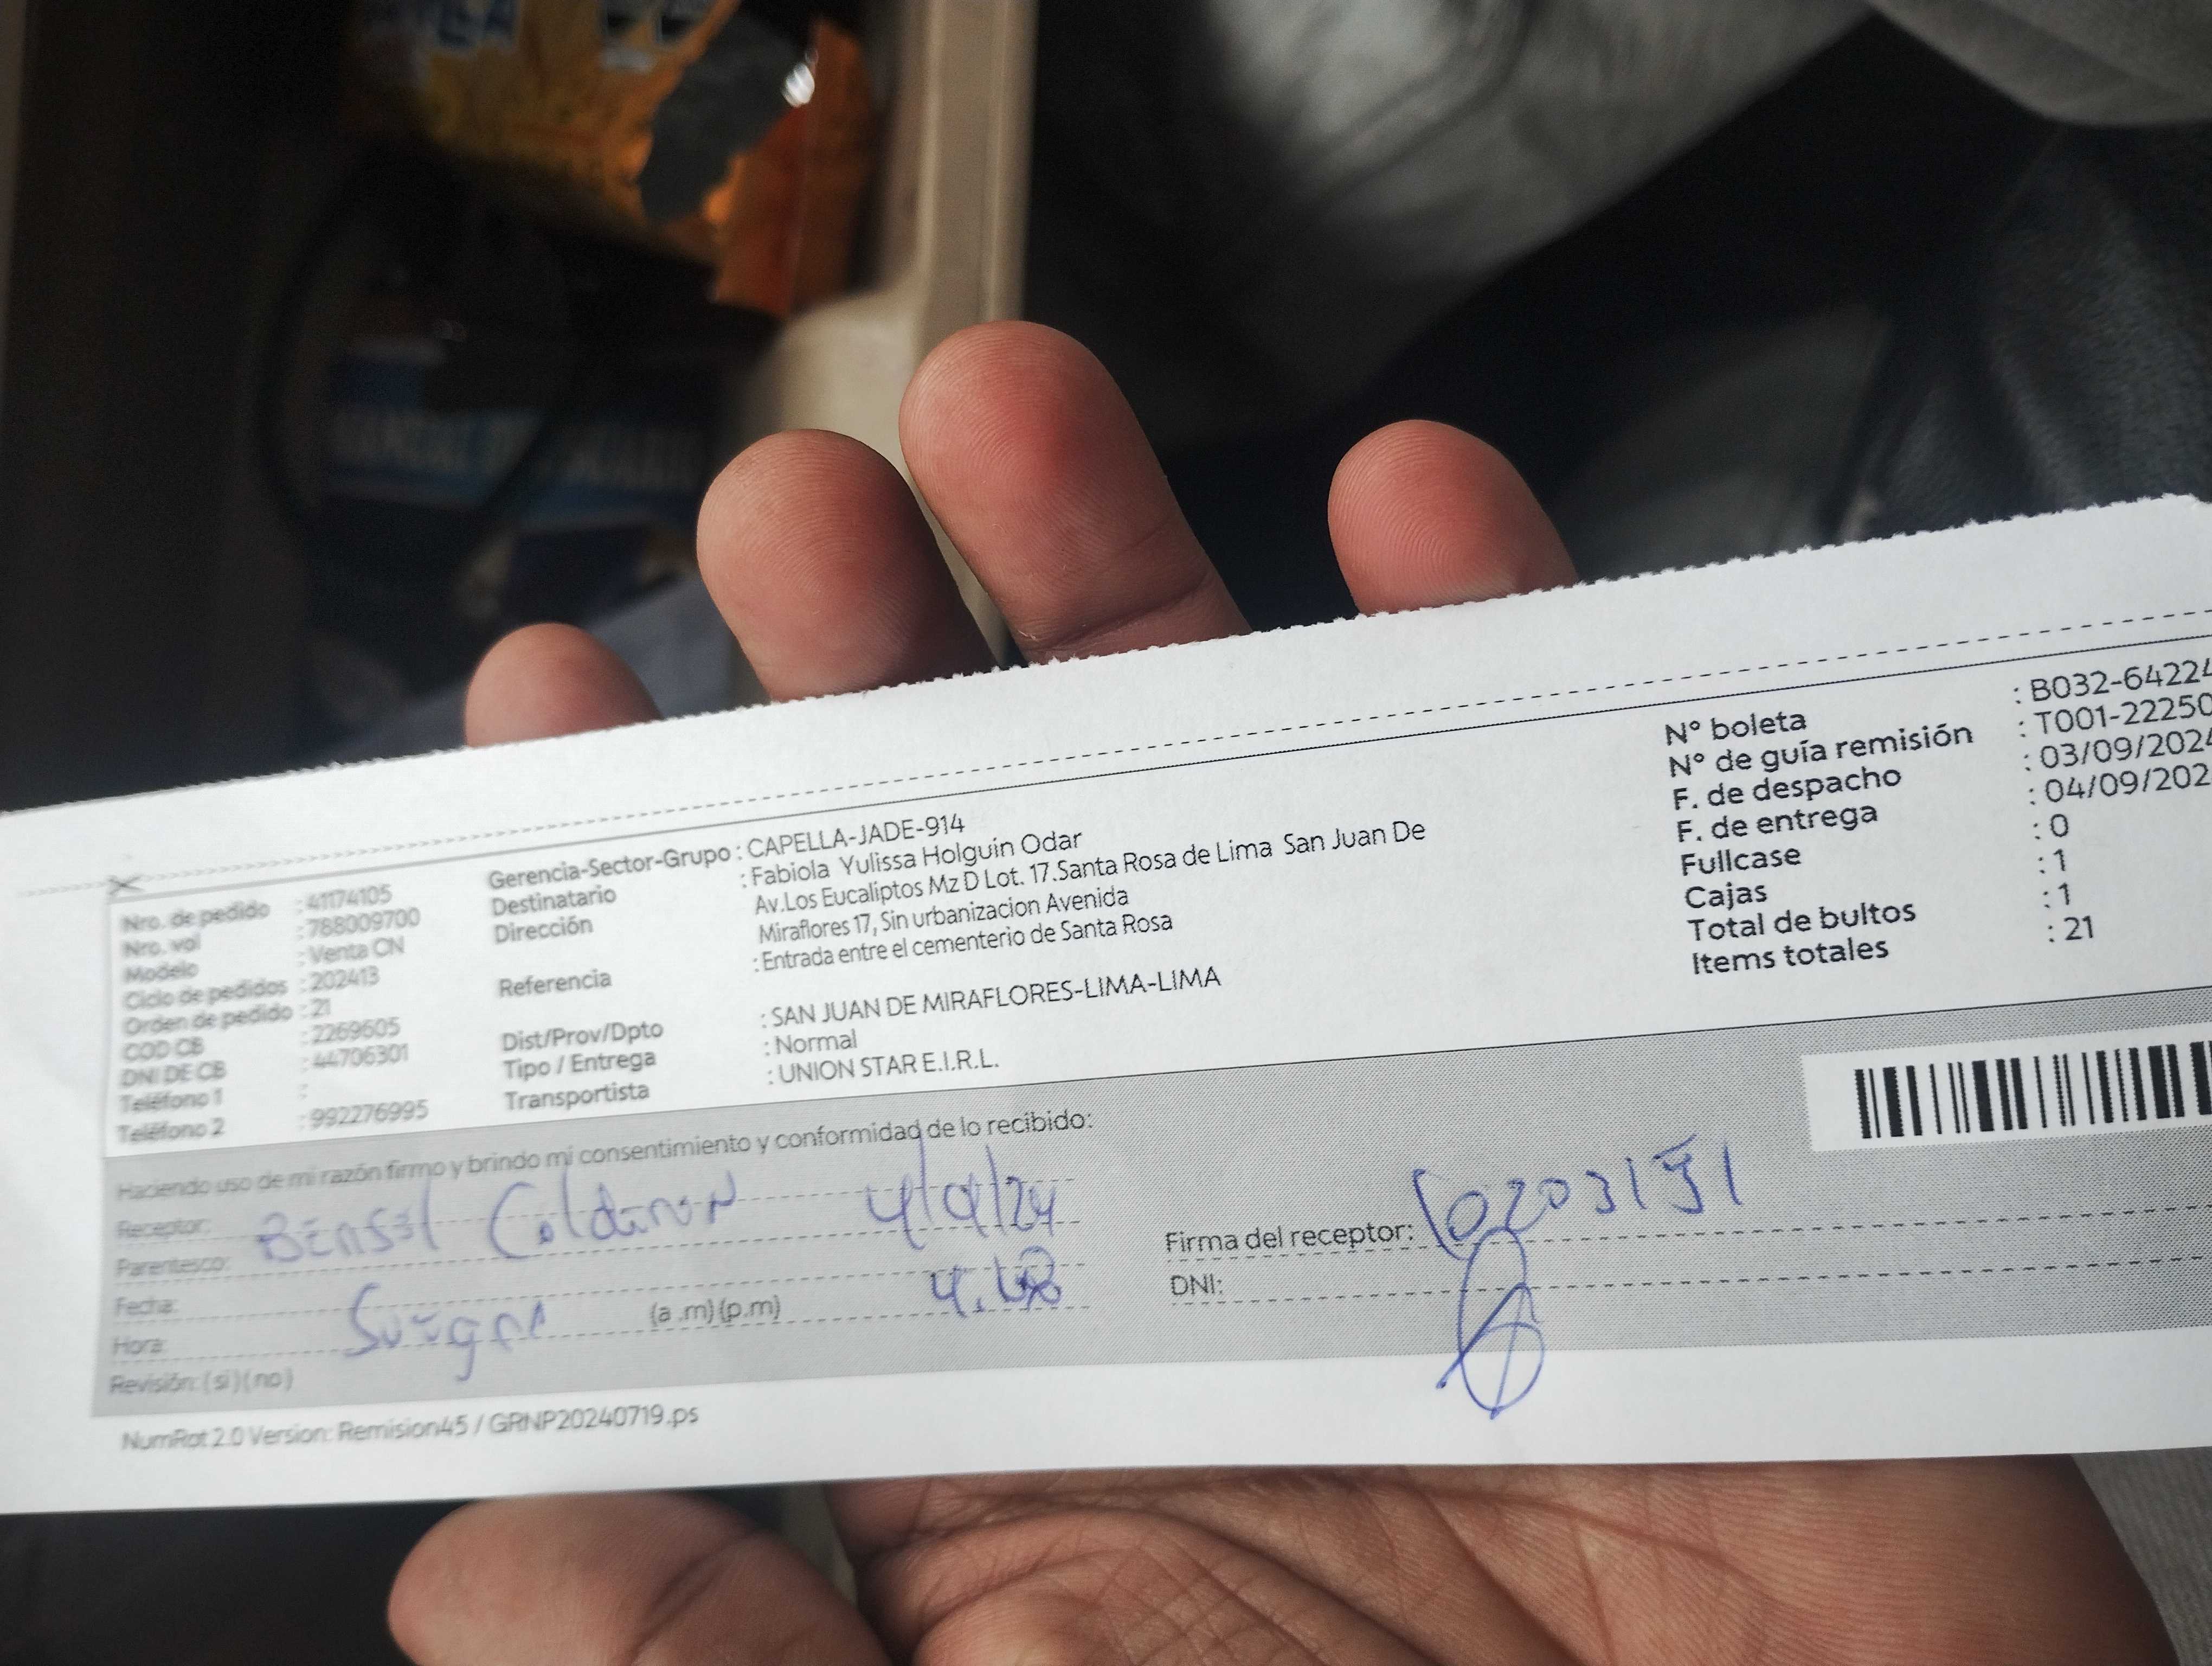 Nro. de pedido : 41174105
Nro. vol : 788009700
Modelo : Venta CN
Ciclo de pedidos : 202413
Orden de pedido : 21
COD CB : 2269605
DNI DE CB : 44706301
Teléfono 1 :
Teléfono 2 : 992276995
Gerencia-Sector-Grupo : CAPELLA-JADE-914
Destinatario : Fabiola Yulissa Holguin Odar
Dirección Av.Los Eucaliptos Mz D Lot. 17.Santa Rosa de Lima San Juan De
Miraflores 17, Sin urbanizacion Avenida
Referencia : Entrada entre el cementerio de Santa Rosa
Dist/Prov/Dpto : SAN JUAN DE MIRAFLORES-LIMA-LIMA
Tipo / Entrega : Normal
Transportista : UNION STAR E.I.R.L.
N° boleta : B032-64224
N° de guía remisión : T001-22250
F. de despacho : 03/09/2024
F. de entrega : 04/09/202
Fullcase : 0
Cajas : 1
Total de bultos : 1
Items totales : 21
Haciendo uso de mi razón firmo y brindo mi consentimiento y conformidad de lo recibido:
Receptor: 4/9/24
Parentesco:
Fecha:
Hora: Suegra (a .m) (p.m)
Revisión: (si) (no)
Firma del receptor:
DNI:
NumRot 2.0 Version: Remision45 / GRNP20240719.ps